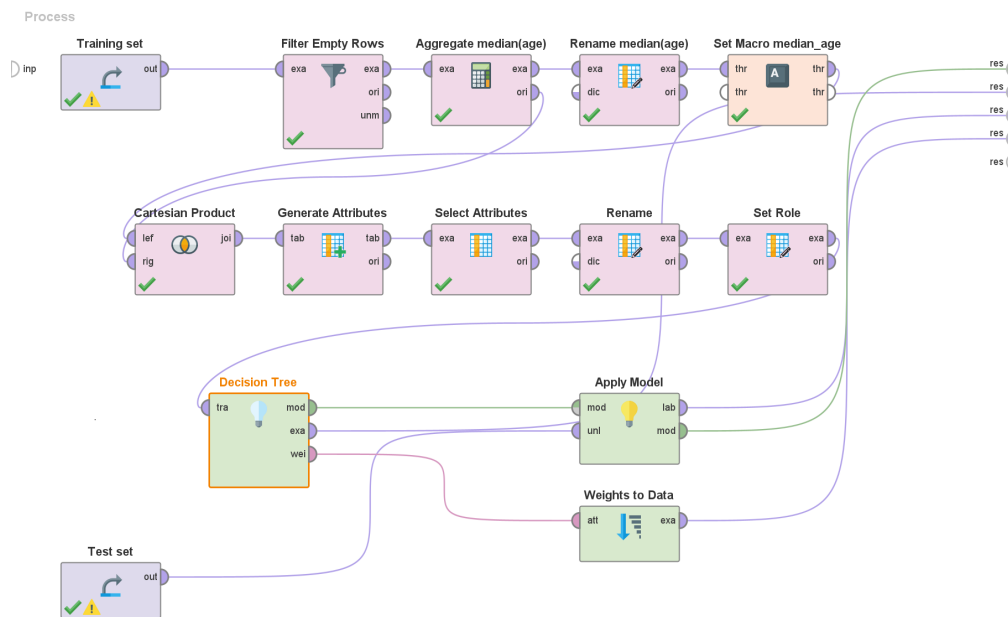 Process
inp
Training set
out
Filter Empty Rows
exa exa
ori
unm
Aggregate median(age)
exa exa
ori
Rename median(age)
exa exa
dic ori
Set Macro median_age
A
thr thr
thr thr
res
res
res
res
res
Cartesian Product
lef joi
rig
Generate Attributes
tab tab
ori
Select Attributes
exa exa
ori
Rename
exa exa
dic ori
Set Role
exa exa
ori
Decision Tree
tra mod
exa
wei
Apply Model
mod lab
unl mod
Weights to Data
att exa
Test set
out